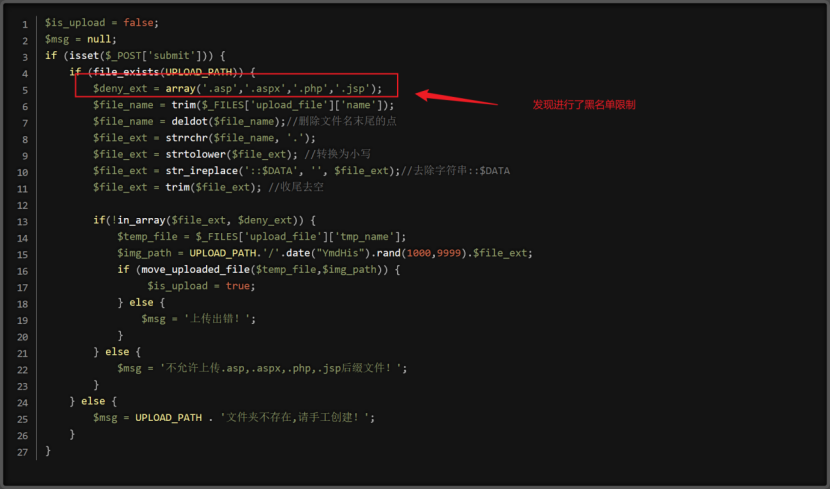 1 $is_upload = false;
2 $msg = null;
3 if (isset($_POST['submit'])) {
4 if (file_exists(UPLOAD_PATH)) {
5 $deny_ext = array('.asp','.aspx','.php','.jsp');
6 $file_name = trim($_FILES['upload_file']['name']); 发现进行了黑名单限制
7 $file_name = deldot($file_name);//删除文件名末尾的点
8 $file_ext = strrchr($file_name, '.');
9 $file_ext = strtolower($file_ext); //转换为小写
10 $file_ext = str_ireplace('::$DATA', '', $file_ext);//去除字符串::$DATA
11 $file_ext = trim($file_ext); //收尾去空
12
13 if(!in_array($file_ext, $deny_ext)) {
14 $temp_file = $_FILES['upload_file']['tmp_name'];
15 $img_path = UPLOAD_PATH.'/'.date("YmdHis").rand(1000,9999).$file_ext;
16 if (move_uploaded_file($temp_file,$img_path)) {
17 $is_upload = true;
18 } else {
19 $msg = '上传出错！';
20 }
21 } else {
22 $msg = '不允许上传.asp,.aspx,.php,.jsp后缀文件！';
23 }
24 } else {
25 $msg = UPLOAD_PATH . '文件夹不存在,请手工创建！';
26 }
27 }